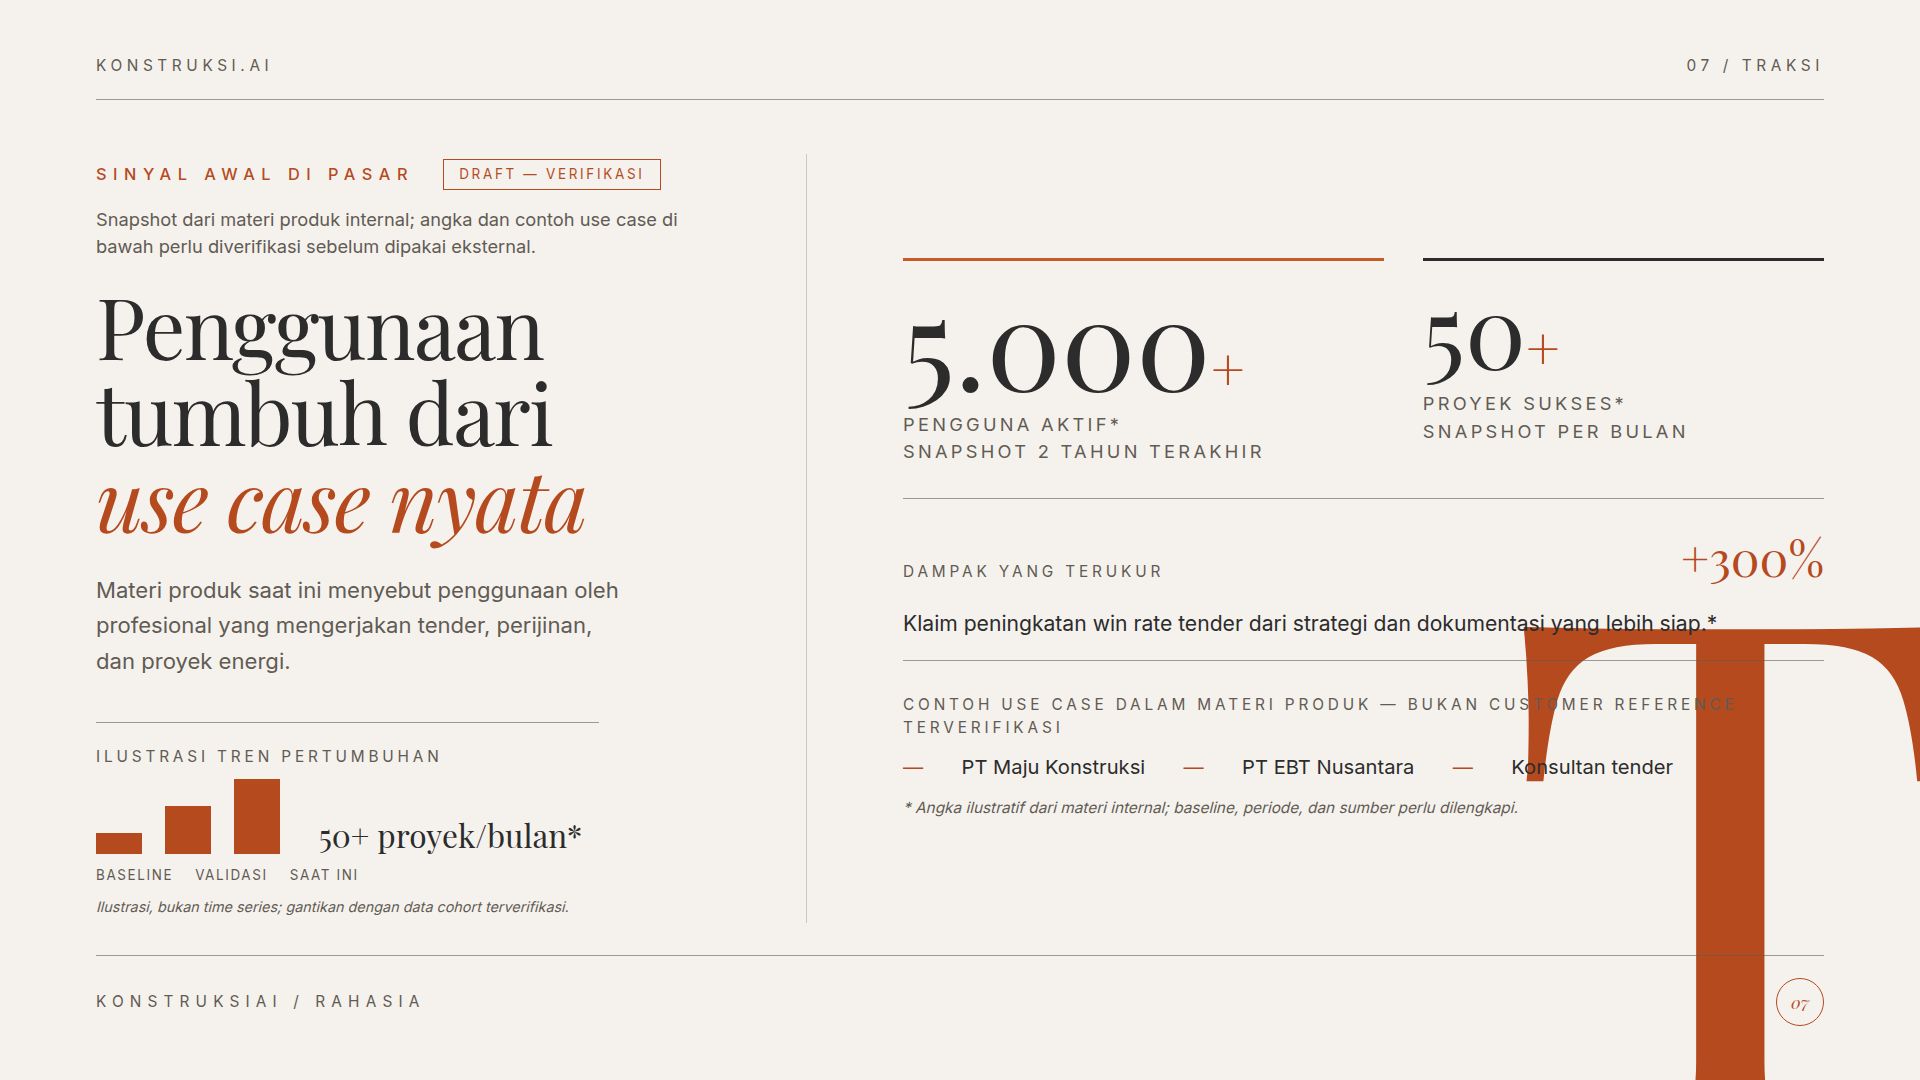 KONSTRUKSI.AI
07 / TRAKSI
SINYAL AWAL DI PASAR
DRAFT — VERIFIKASI
Snapshot dari materi produk internal; angka dan contoh use case di
bawah perlu diverifikasi sebelum dipakai eksternal.
Penggunaan
tumbuh dari
use case nyata
Materi produk saat ini menyebut penggunaan oleh
profesional yang mengerjakan tender, perijinan,
dan proyek energi.
ILUSTRASI TREN PERTUMBUHAN
50+ proyek/bulan*
BASELINE VALIDASI SAAT INI
Ilustrasi, bukan time series; gantikan dengan data cohort terverifikasi.
5.000+
PENGGUNA AKTIF*
SNAPSHOT 2 TAHUN TERAKHIR
50+
PROYEK SUKSES*
SNAPSHOT PER BULAN
DAMPAK YANG TERUKUR
+300%
Klaim peningkatan win rate tender dari strategi dan dokumentasi yang lebih siap.*
CONTOH USE CASE DALAM MATERI PRODUK — BUKAN CUSTOMER REFERENCE
TERVERIFIKASI
— PT Maju Konstruksi — PT EBT Nusantara — Konsultan tender
* Angka ilustratif dari materi internal; baseline, periode, dan sumber perlu dilengkapi.
T
KONSTRUKSIAI / RAHASIA
07